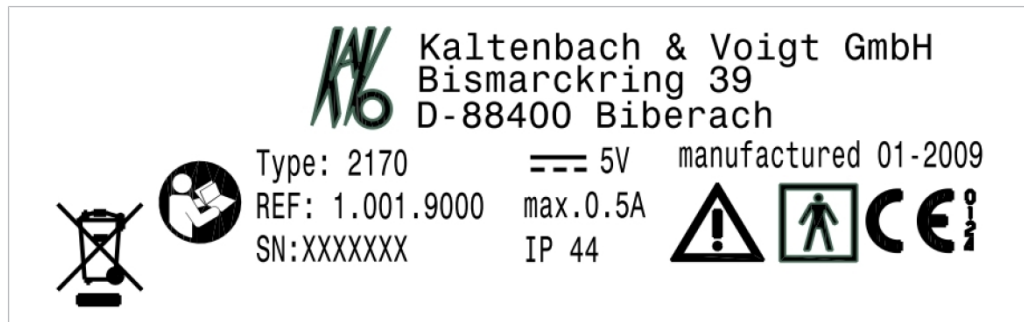 KAVO
Kaltenbach & Voigt GmbH
Bismarckring 39
D-88400 Biberach
Type: 2170
REF: 1.001.9000
SN:XXXXXXX
5V
max.0.5A
IP 44
manufactured 01-2009
CE 0124